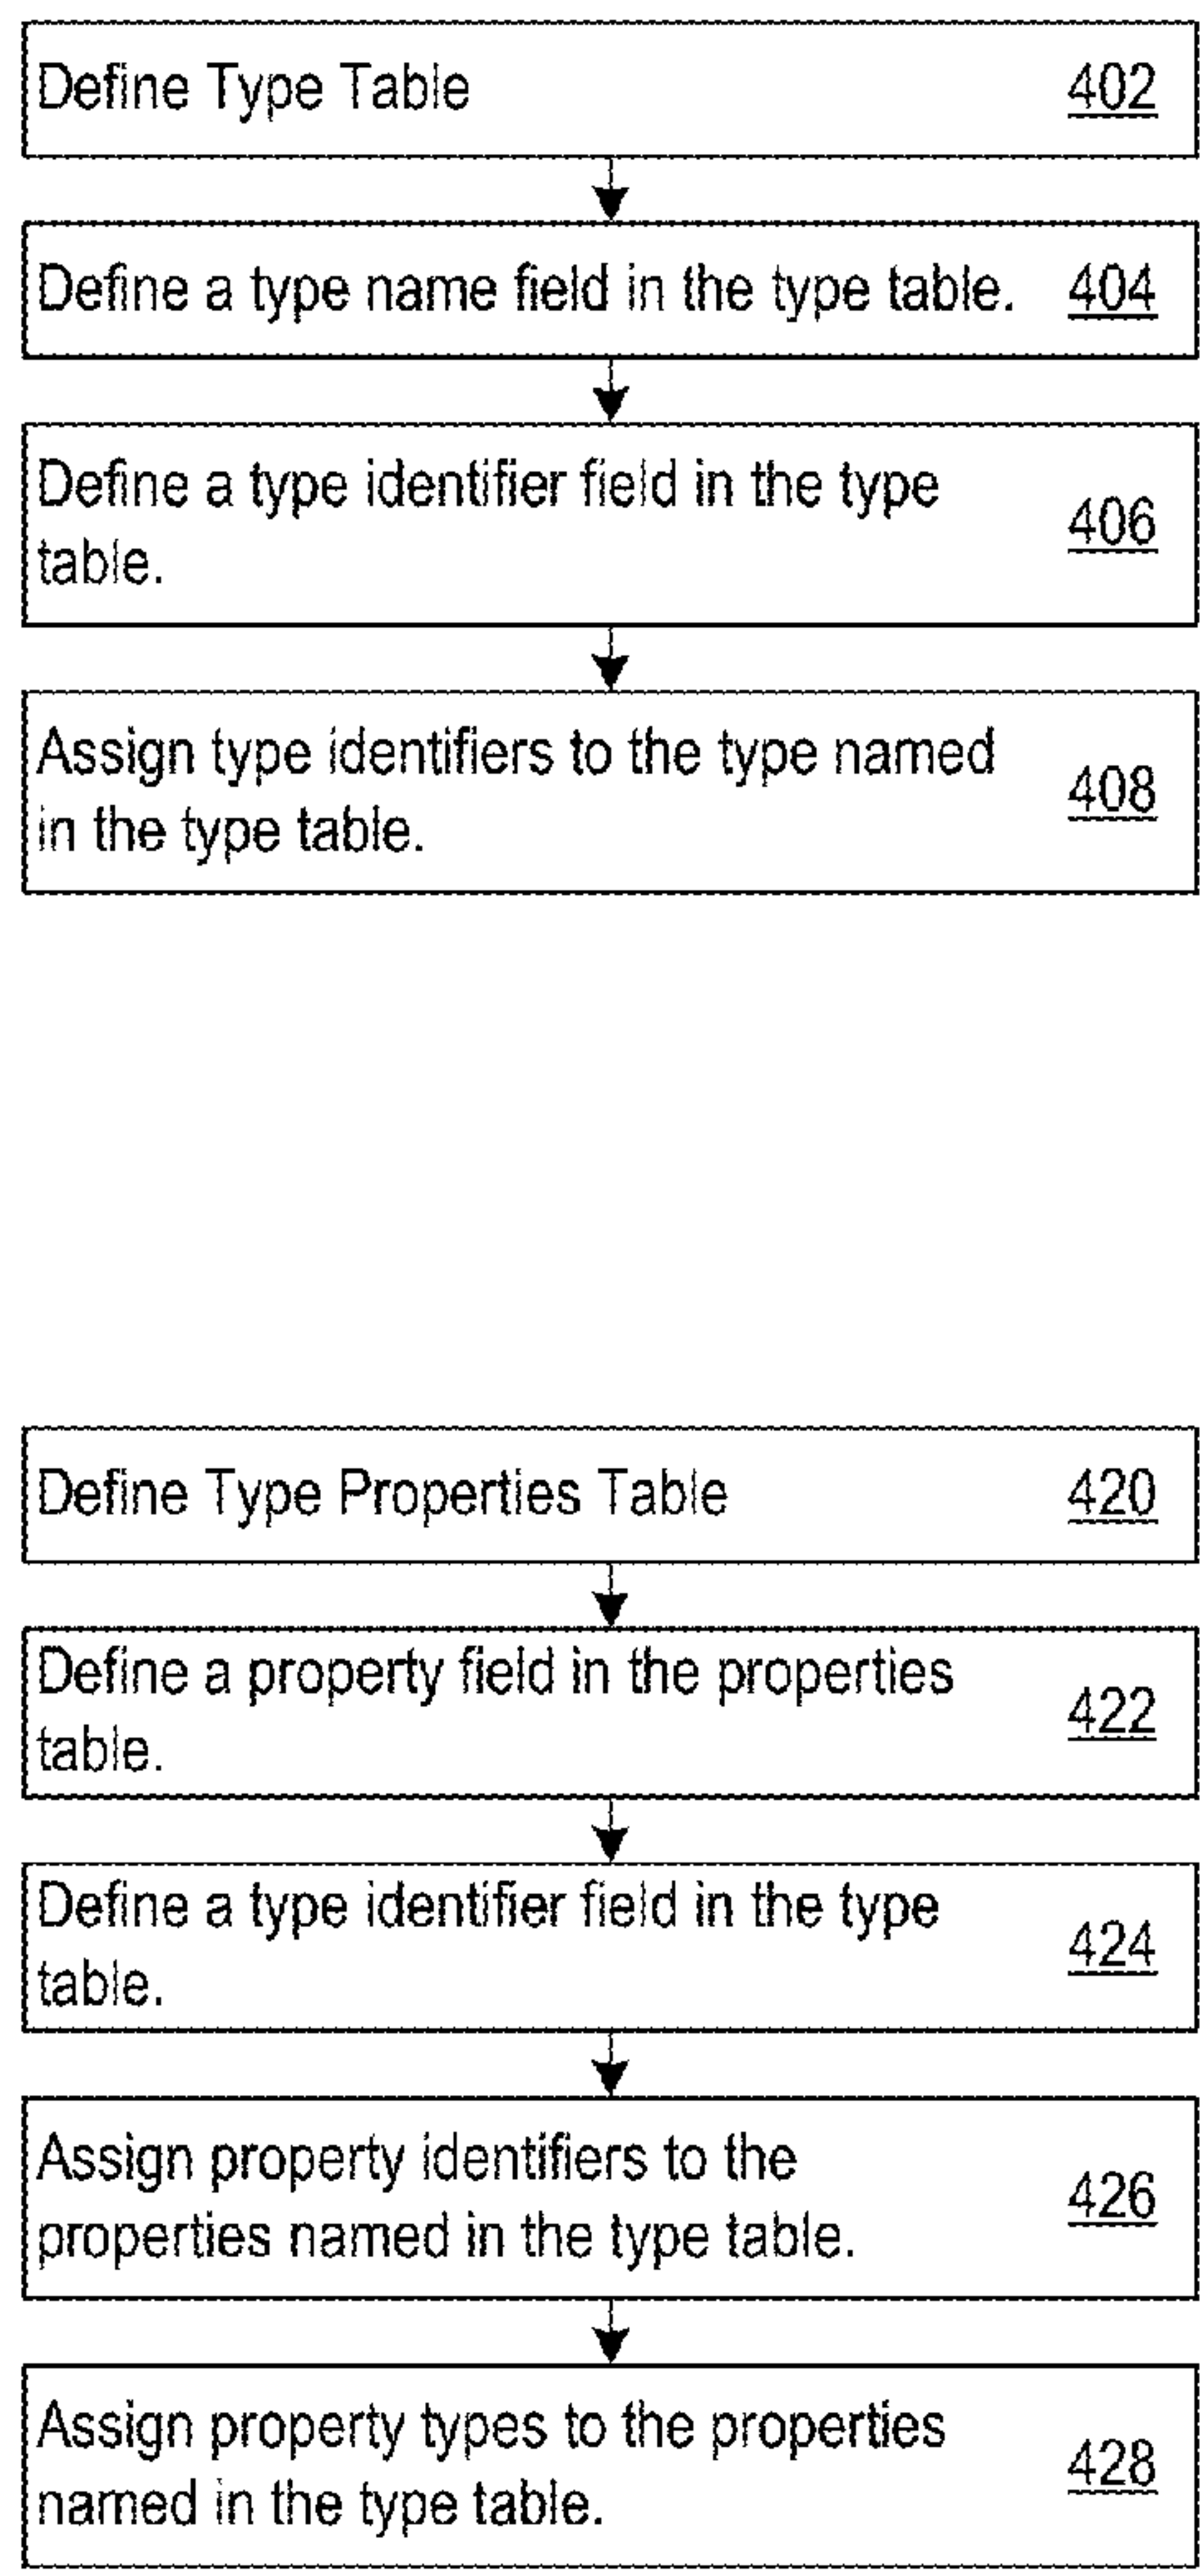 Define Type Table 402
Define a type name field in the type table. 404
Define a type identifier field in the type
table. 406
Assign type identifiers to the type named
in the type table. 408
Define Type Properties Table 420
Define a property field in the properties
table. 422
Define a type identifier field in the type
table. 424
Assign property identifiers to the
properties named in the type table. 426
Assign property types to the properties
named in the type table. 428